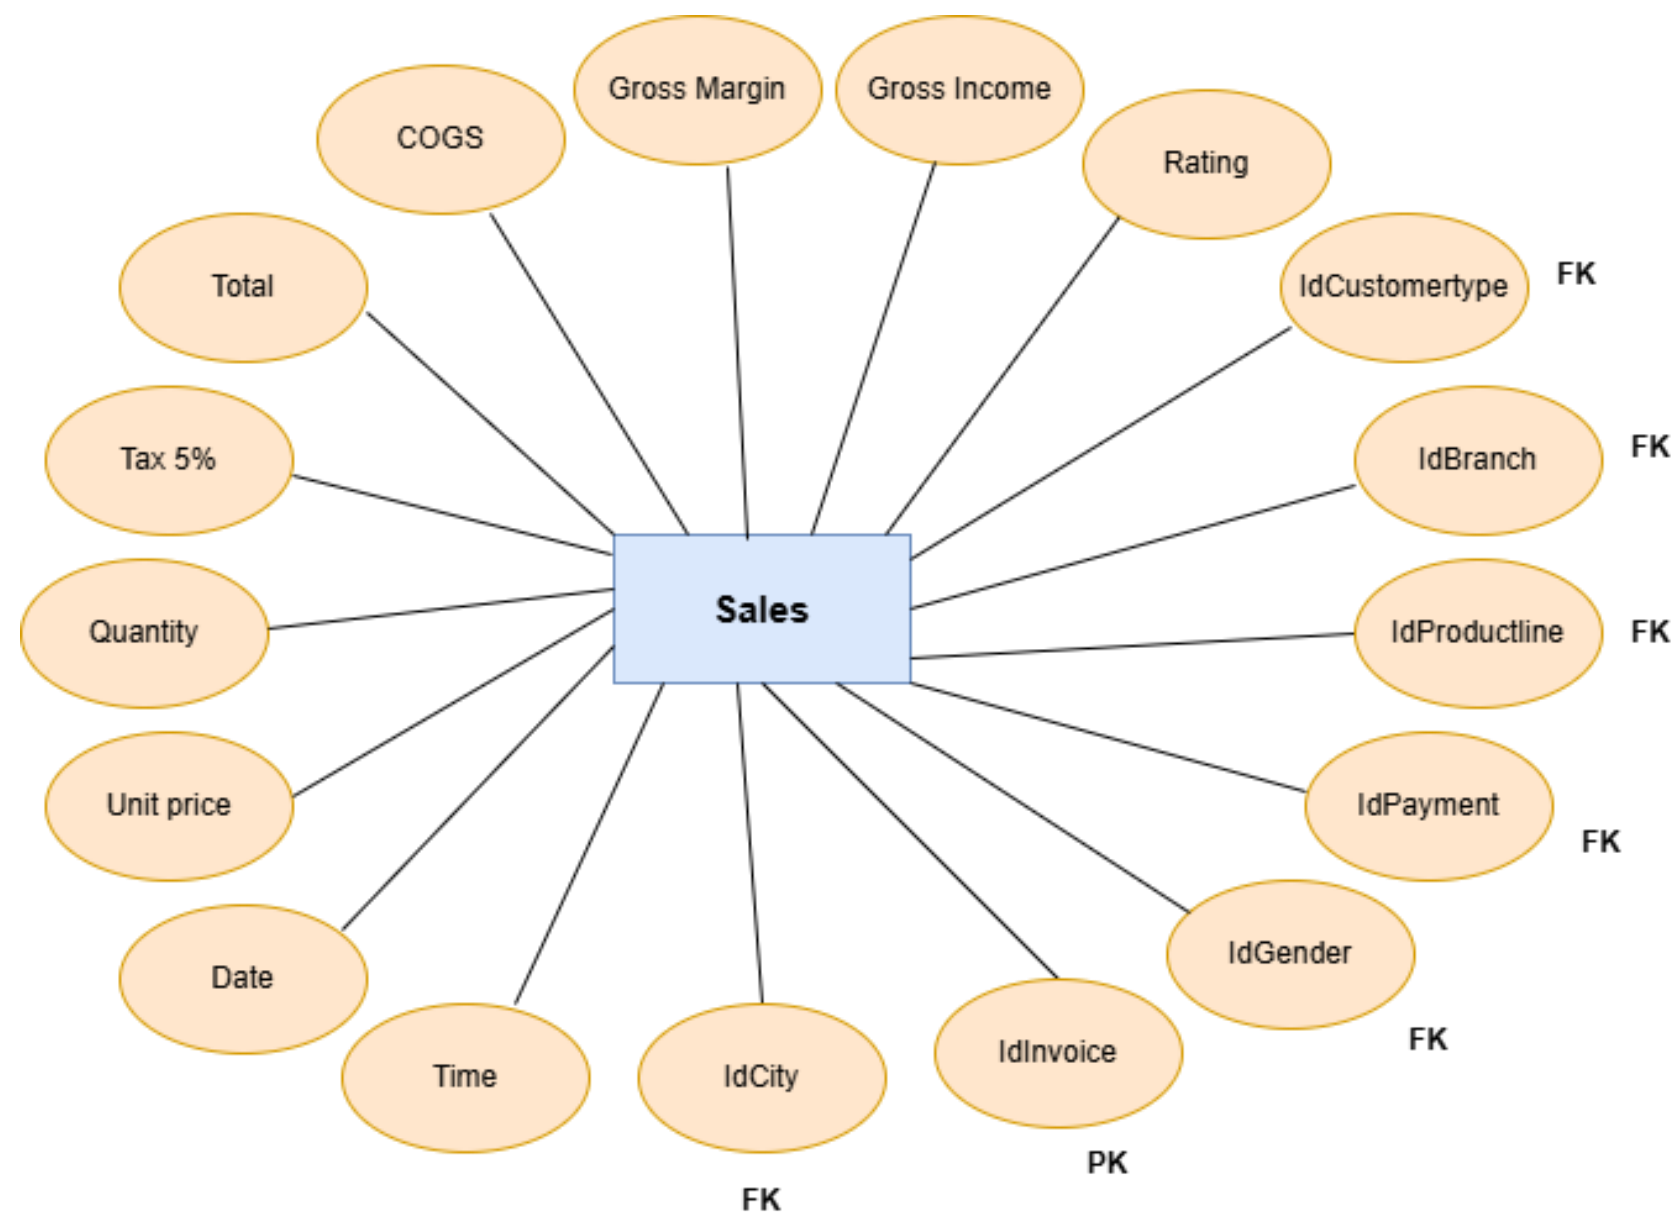 Gross Margin
Gross Income
COGS
Rating
IdCustomertype
FK
Total
IdBranch
FK
Tax 5%
Sales
IdProductline
FK
Quantity
Unit price
IdPayment
FK
IdGender
FK
Date
IdInvoice
PK
Time
IdCity
FK